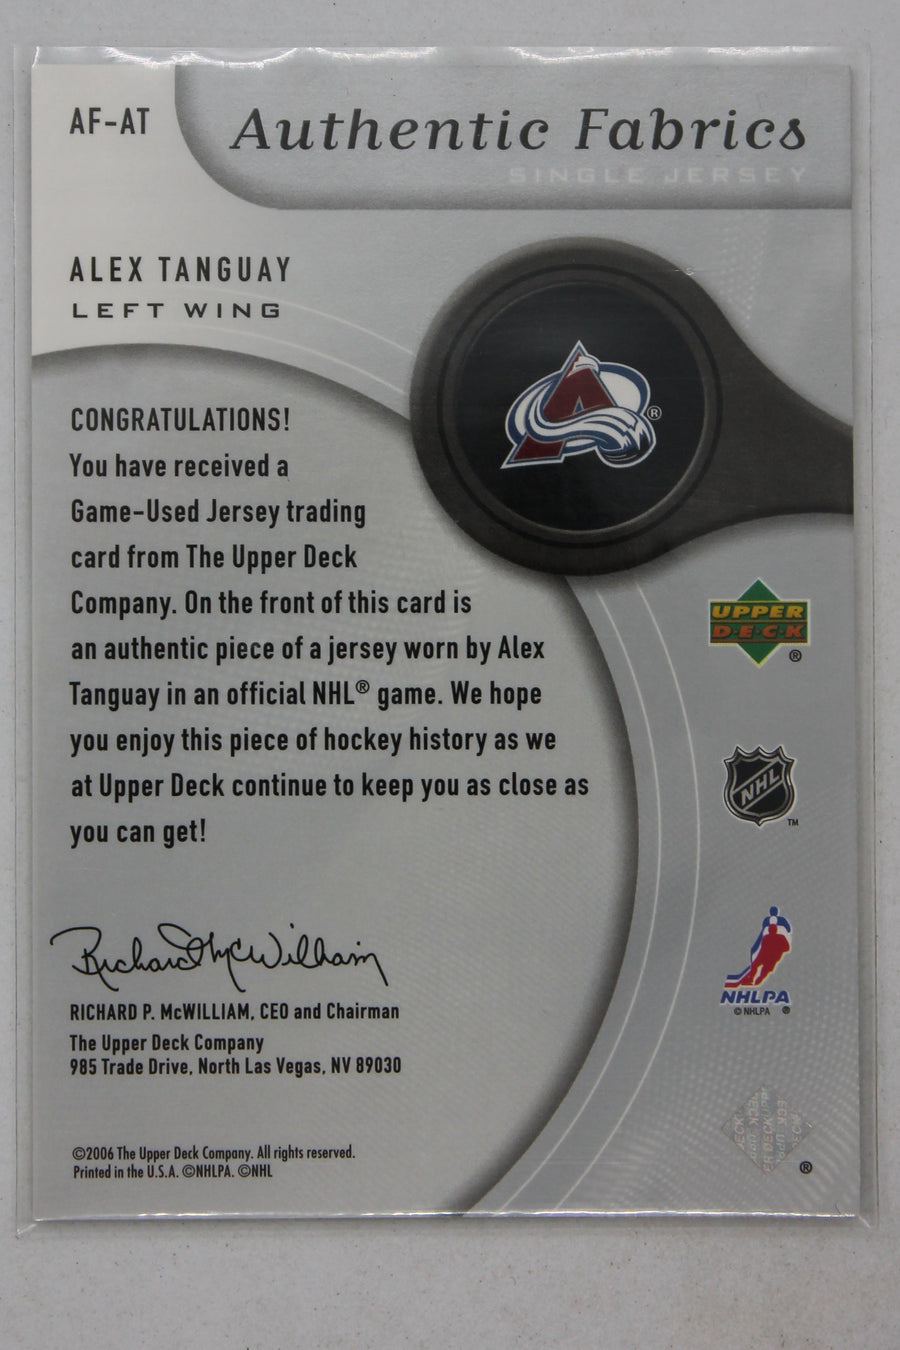 AF-AT
Authentic Fabrics
SINGLE JERSEY
ALEX TANGUAY
LEFT WING
®
CONGRATULATIONS!
You have received a
Game-Used Jersey trading
card from The Upper Deck
Company. On the front of this card is
an authentic piece of a jersey worn by Alex
Tanguay in an official NHL® game. We hope
you enjoy this piece of hockey history as we
at Upper Deck continue to keep you as close as
you can get!
UPPER
D·E·C·K
®
NHL
™
NHLPA
© NHLPA ®
Richard McWilliam
RICHARD P. McWILLIAM, CEO and Chairman
The Upper Deck Company
985 Trade Drive, North Las Vegas, NV 89030
©2006 The Upper Deck Company. All rights reserved.
Printed in the U.S.A. ©NHLPA. ©NHL
®